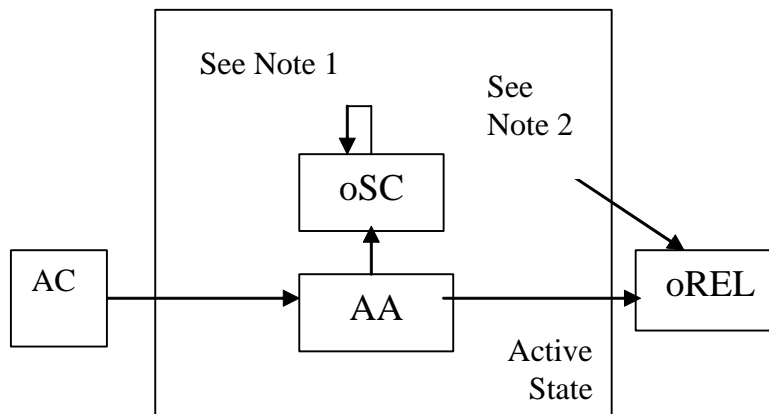 See Note 1
See
Note 2
oSC
AC
AA
oREL
Active
State